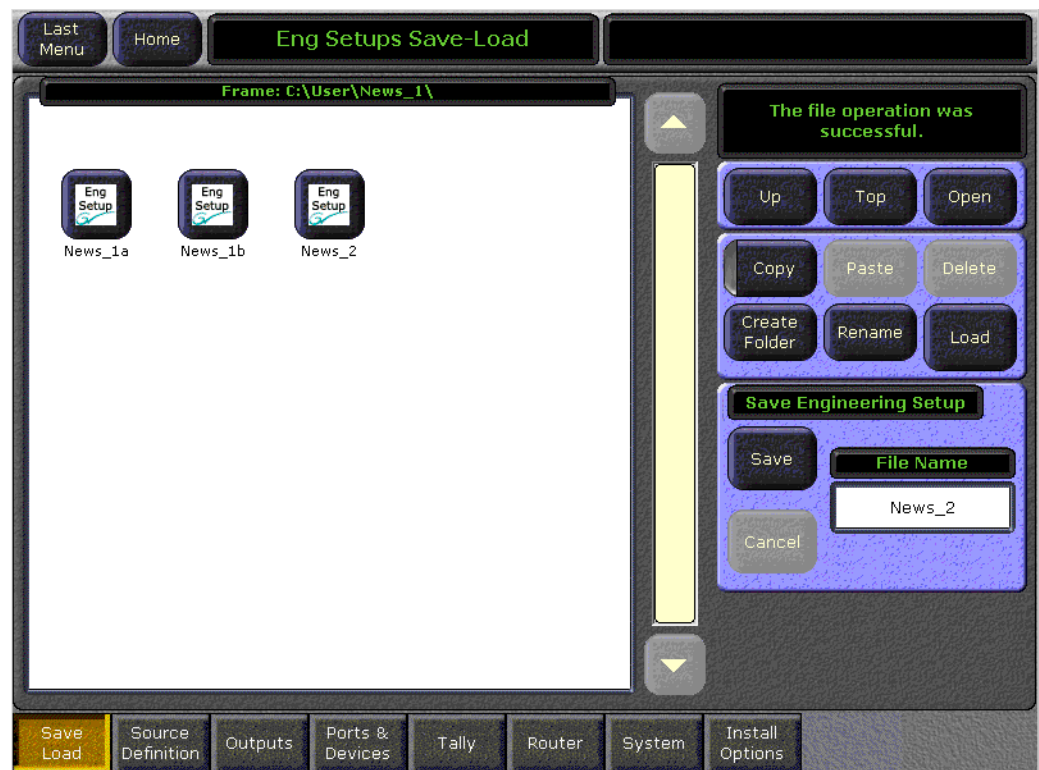 Last
Menu
Home
Eng Setups Save-Load
Frame: C:\User\News_1\
The file operation was
successful.
Eng
Setup
News_1a
Eng
Setup
News_1b
Eng
Setup
News_2
Up
Top
Open
Copy
Paste
Delete
Create
Folder
Rename
Load
Save Engineering Setup
Save
File Name
News_2
Cancel
Save
Load
Source
Definition
Outputs
Ports &
Devices
Tally
Router
System
Install
Options